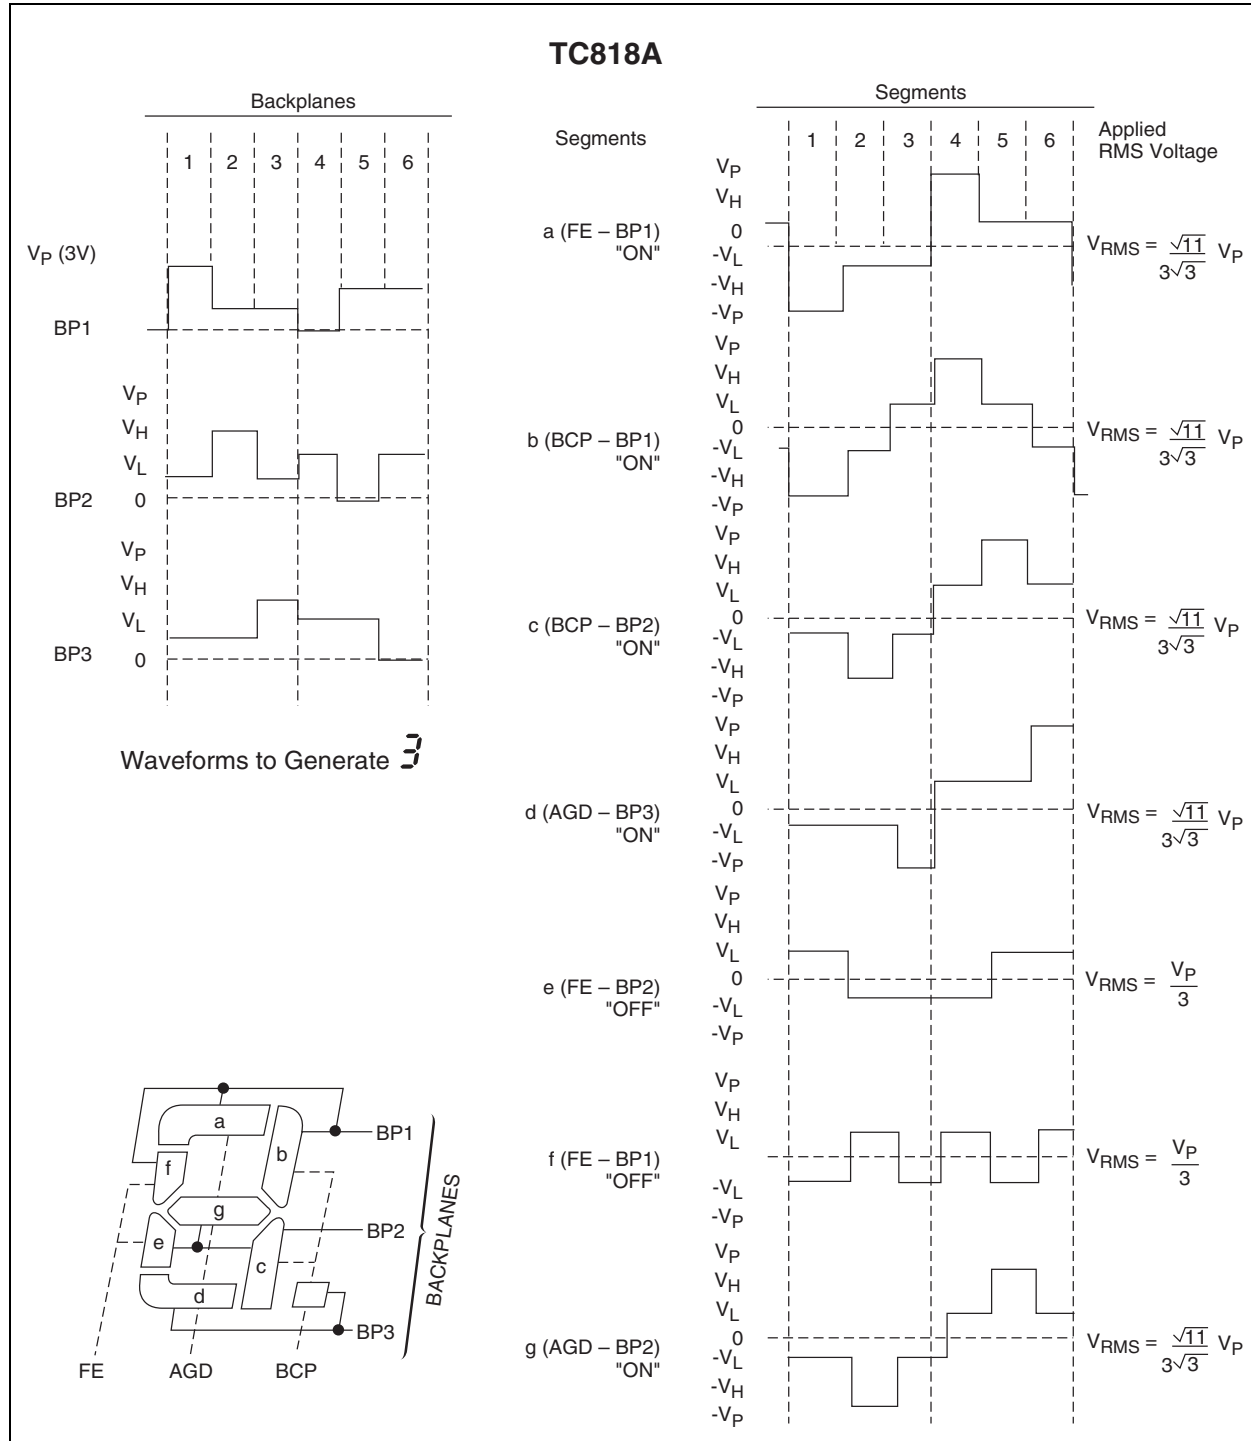 TC818A
Backplanes
1 2 3 4 5 6
VP (3V)
BP1
VP
VH
VL
BP2 0
VP
VH
VL
BP3 0
Waveforms to Generate 3
Segments
Segments
1 2 3 4 5 6
Applied
RMS Voltage
VP
VH
0
-VL
-VH
-VP
a (FE – BP1)
"ON"
VRMS = √11/3√3 VP
VP
VH
VL
0
-VL
-VH
-VP
b (BCP – BP1)
"ON"
VRMS = √11/3√3 VP
VP
VH
VL
0
-VL
-VH
-VP
c (BCP – BP2)
"ON"
VRMS = √11/3√3 VP
VP
VH
VL
0
-VL
-VP
d (AGD – BP3)
"ON"
VRMS = √11/3√3 VP
VP
VH
VL
0
-VL
-VP
e (FE – BP2)
"OFF"
VRMS = VP/3
VP
VH
VL
-VL
-VP
f (FE – BP1)
"OFF"
VRMS = VP/3
VP
VH
VL
0
-VL
-VH
-VP
g (AGD – BP2)
"ON"
VRMS = √11/3√3 VP
a
b
f
g
e
c
d
BP1
BP2
BP3
BACKPLANES
FE AGD BCP